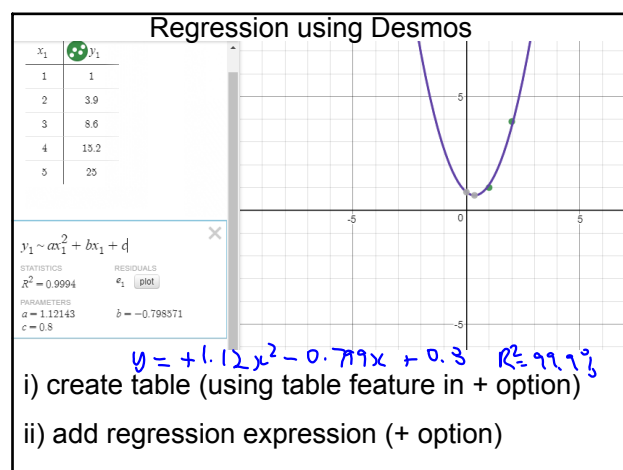 Regression using Desmos
x₁ y₁
1 1
2 3.9
3 8.6
4 15.2
5 25
y₁ ~ ax₁² + bx₁ + c
STATISTICS RESIDUALS
R² = 0.9994 e₁ plot
PARAMETERS
a = 1.12143 b = −0.798571
c = 0.8
5
-5 0 5
-5
y = +1.12x² − 0.799x + 0.3 R² = 99.9%
i) create table (using table feature in + option)
ii) add regression expression (+ option)